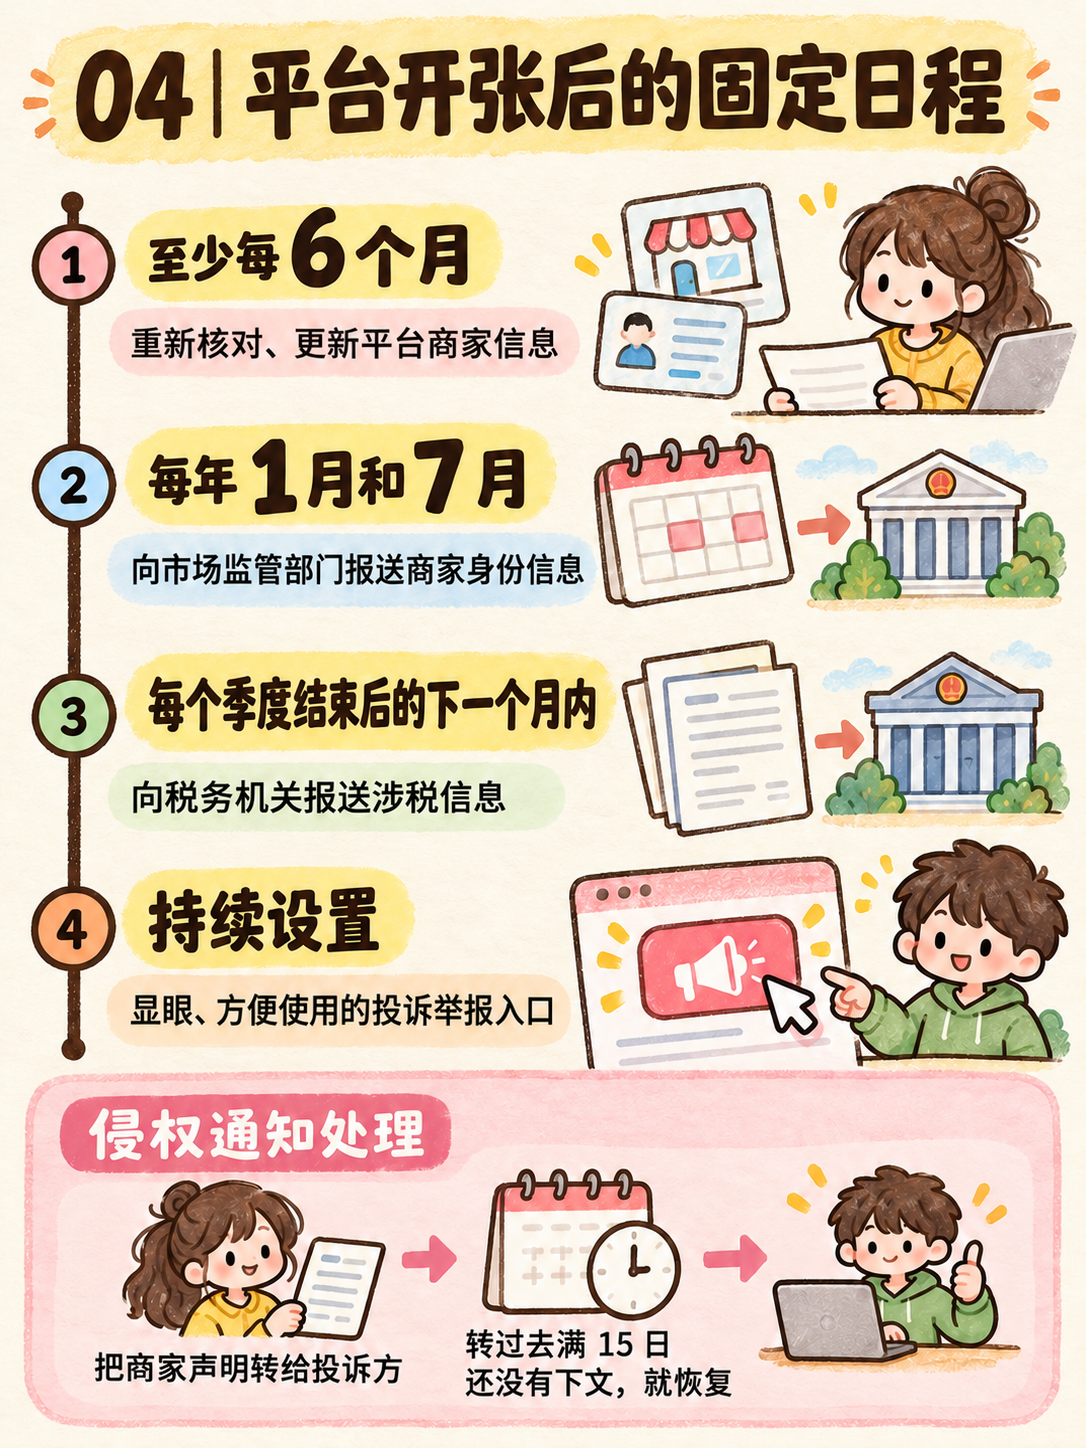 04 | 平台开张后的固定日程
1
至少每6个月
重新核对、更新平台商家信息
2
每年1月和7月
向市场监管部门报送商家身份信息
3
每个季度结束后的下一个月内
向税务机关报送涉税信息
4
持续设置
显眼、方便使用的投诉举报入口
侵权通知处理
把商家声明转给投诉方
转过去满 15 日
还没有下文，就恢复